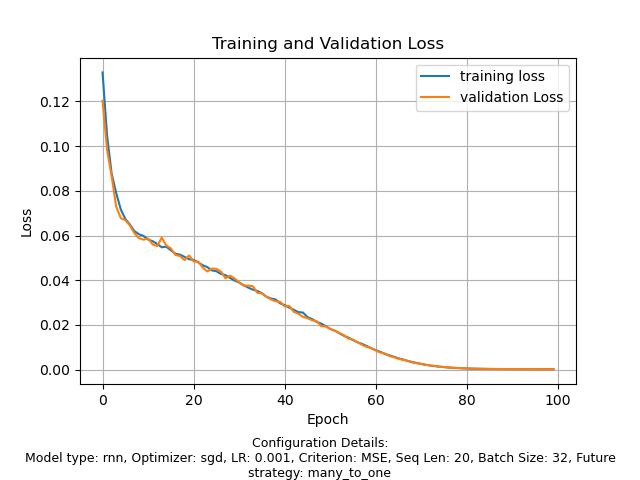 Training and Validation Loss
training loss
validation Loss
0.12
0.10
0.08
0.06
0.04
0.02
0.00
Loss
0 20 40 60 80 100
Epoch
Configuration Details:
Model type: rnn, Optimizer: sgd, LR: 0.001, Criterion: MSE, Seq Len: 20, Batch Size: 32, Future
strategy: many_to_one